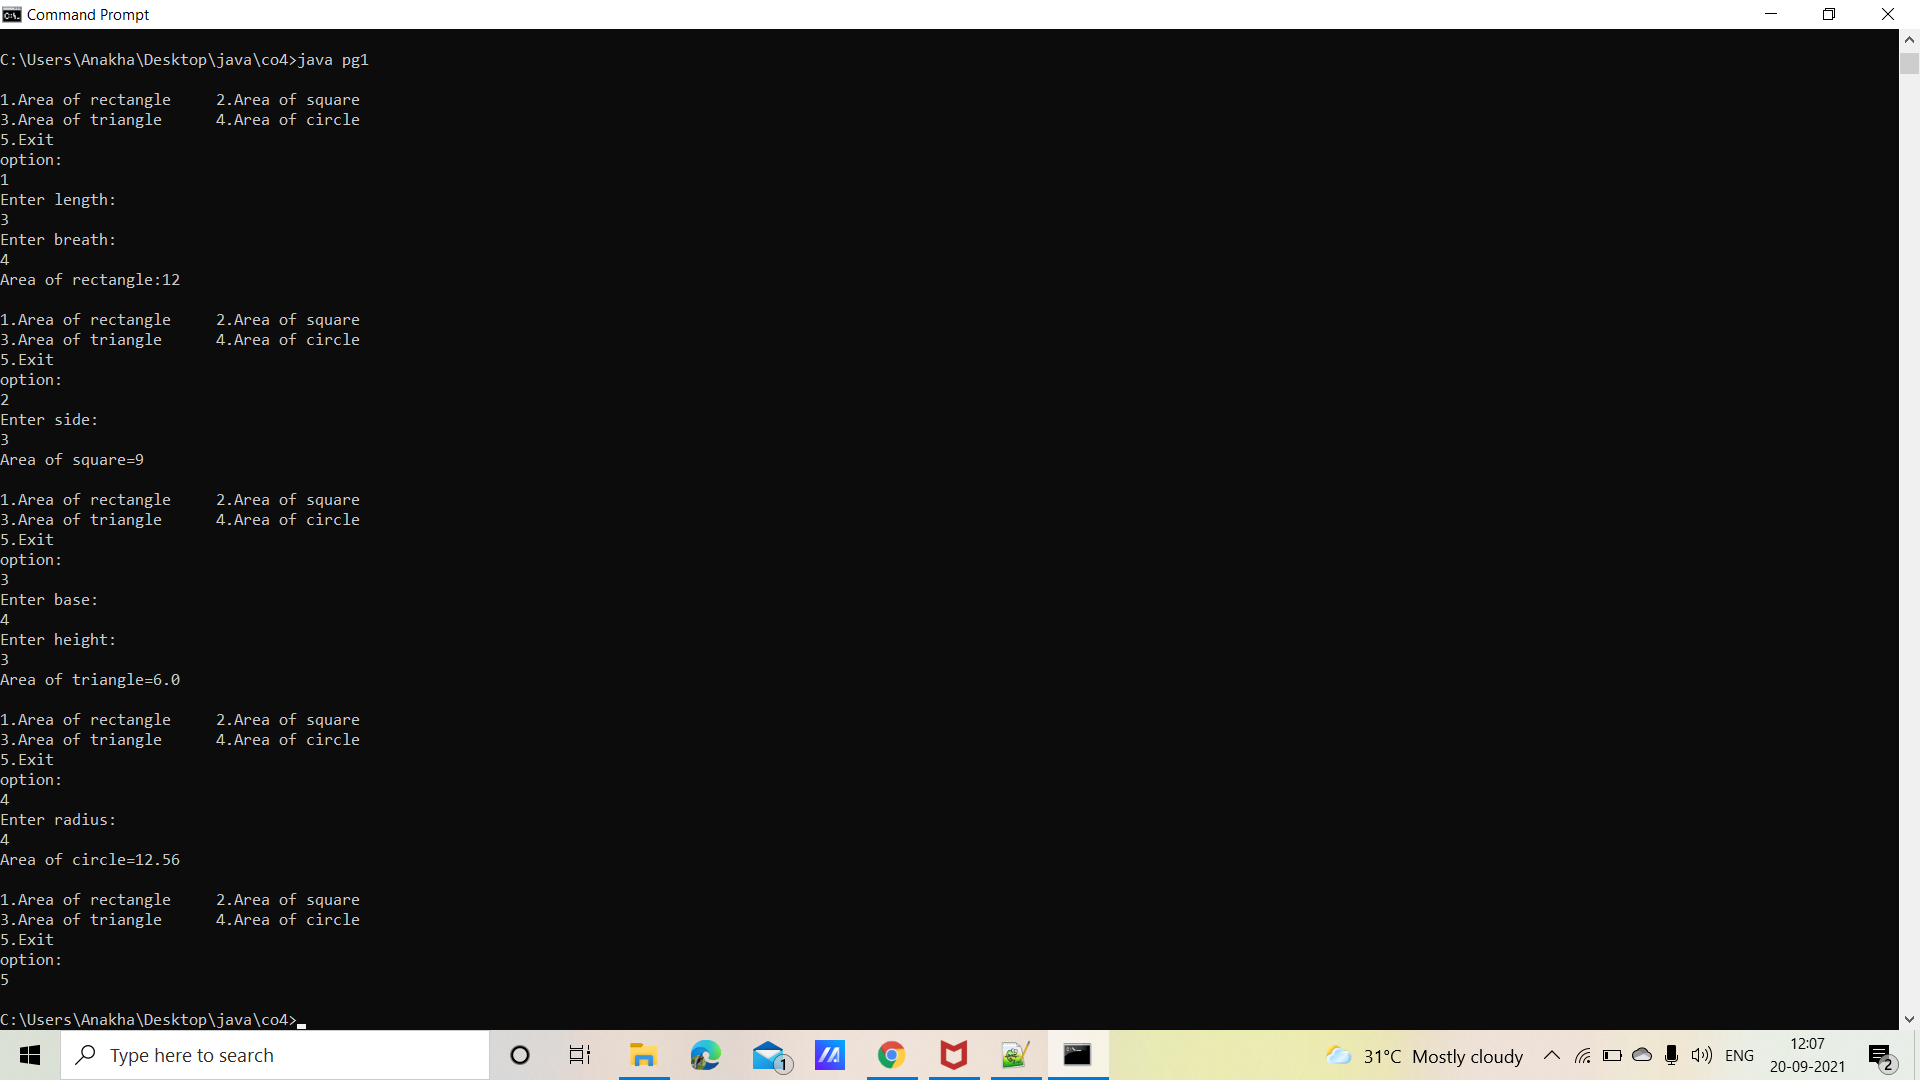 Command Prompt
C:\Users\Anakha\Desktop\java\co4>java pg1
1.Area of rectangle     2.Area of square
3.Area of triangle      4.Area of circle
5.Exit
option:
1
Enter length:
3
Enter breath:
4
Area of rectangle:12
1.Area of rectangle     2.Area of square
3.Area of triangle      4.Area of circle
5.Exit
option:
2
Enter side:
3
Area of square=9
1.Area of rectangle     2.Area of square
3.Area of triangle      4.Area of circle
5.Exit
option:
3
Enter base:
4
Enter height:
3
Area of triangle=6.0
1.Area of rectangle     2.Area of square
3.Area of triangle      4.Area of circle
5.Exit
option:
4
Enter radius:
4
Area of circle=12.56
1.Area of rectangle     2.Area of square
3.Area of triangle      4.Area of circle
5.Exit
option:
5
C:\Users\Anakha\Desktop\java\co4>
Type here to search
1
31°C Mostly cloudy
ENG
12:07
20-09-2021
2